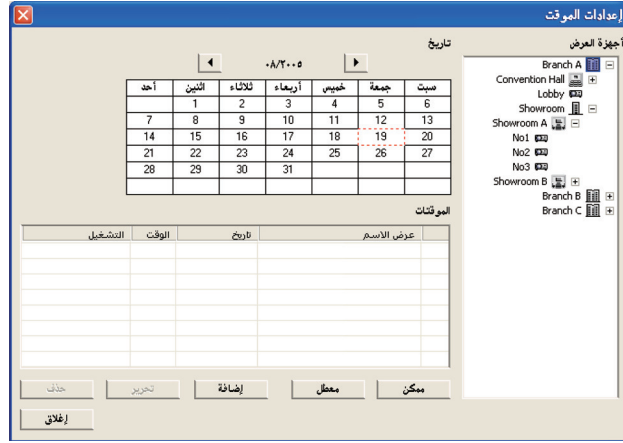 إعدادات الموقت
أجهزة العرض
Branch A
Convention Hall
Lobby
Showroom
Showroom A
No1
No2
No3
Showroom B
Branch B
Branch C
تاريخ
٠٨/٢٠٠٥
أحد اثنين ثلاثاء أربعاء خميس جمعة سبت
1 2 3 4 5 6
7 8 9 10 11 12 13
14 15 16 17 18 19 20
21 22 23 24 25 26 27
28 29 30 31
الموقتات
عرض الاسم تاريخ الوقت التشغيل
ممكن معطل إضافة تحرير حذف
إغلاق